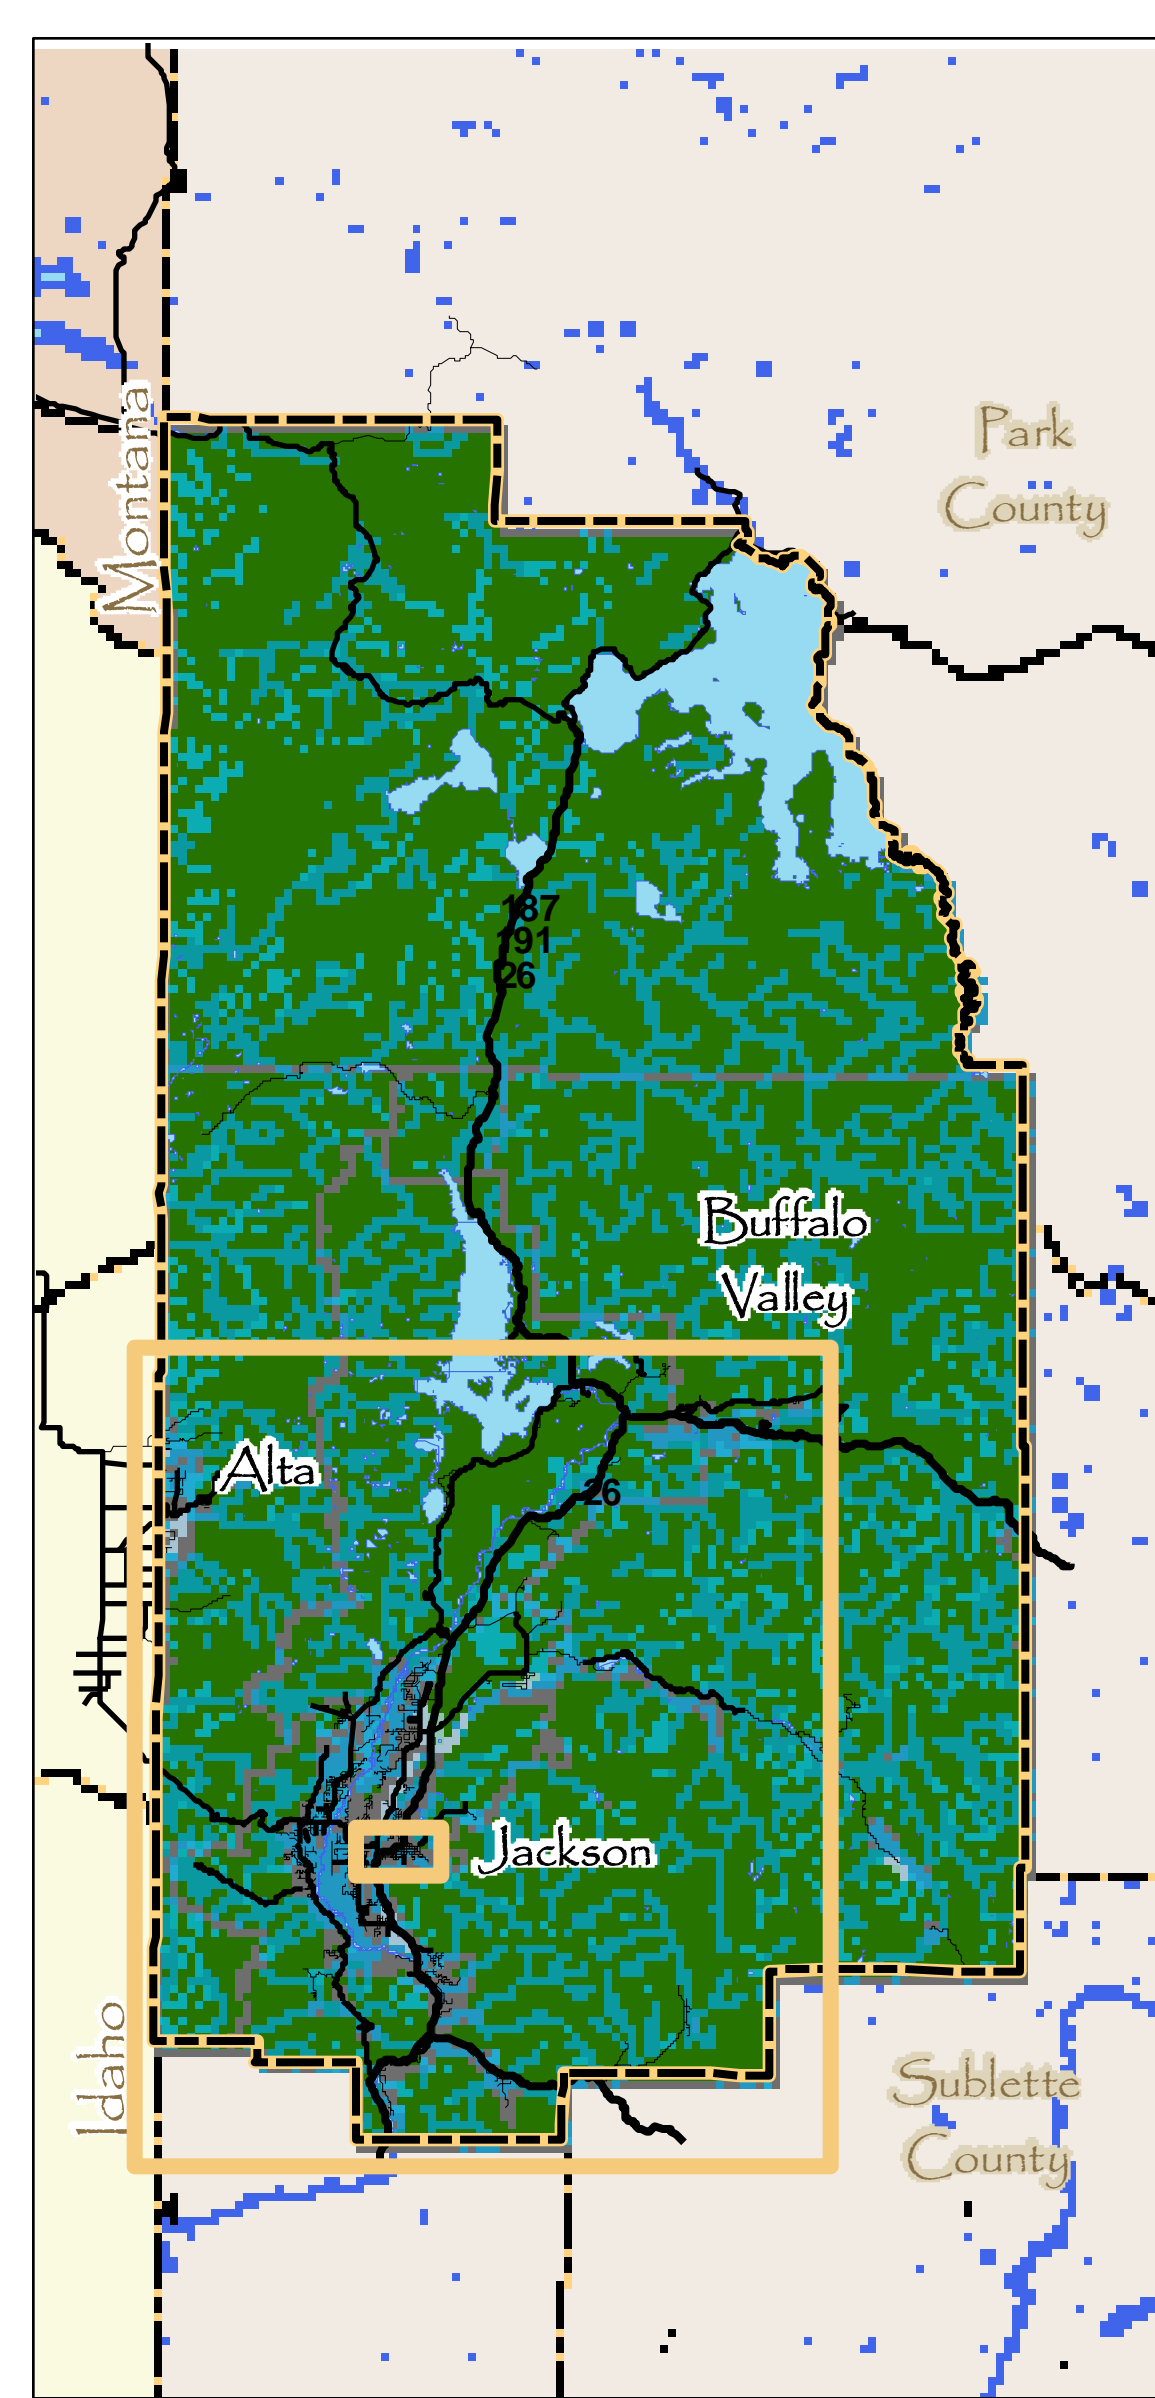 Montana
Park
County
187
191
26
Buffalo
Valley
Alta
26
Jackson
Idaho
Sublette
County